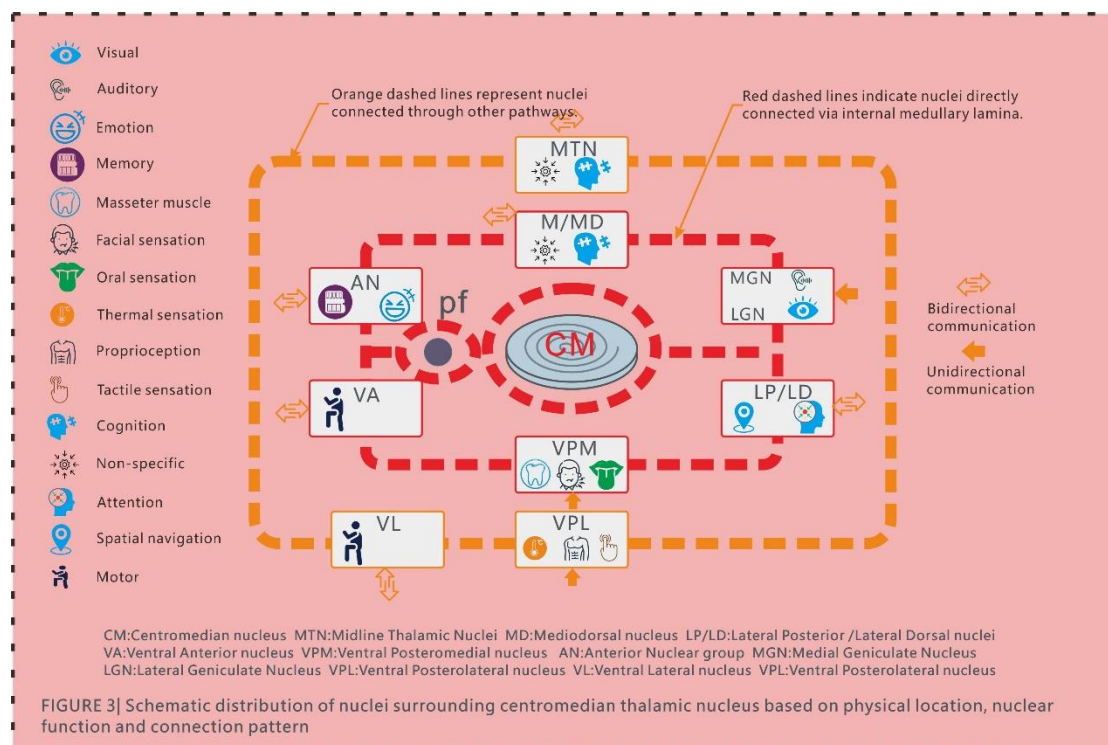 Visual
Auditory
Emotion
Memory
Masseter muscle
Facial sensation
Oral sensation
Thermal sensation
Proprioception
Tactile sensation
Cognition
Non-specific
Attention
Spatial navigation
Motor
Orange dashed lines represent nuclei
connected through other pathways.
Red dashed lines indicate nuclei directly
connected via internal medullary lamina.
MTN
M/MD
AN
pf
CM
MGN
LGN
VA
LP/LD
VPM
VL
VPL
Bidirectional
communication
Unidirectional
communication
CM:Centromedian nucleus MTN:Midline Thalamic Nuclei MD:Mediodorsal nucleus LP/LD:Lateral Posterior /Lateral Dorsal nuclei
VA:Ventral Anterior nucleus VPM:Ventral Posteromedial nucleus AN:Anterior Nuclear group MGN:Medial Geniculate Nucleus
LGN:Lateral Geniculate Nucleus VPL:Ventral Posterolateral nucleus VL:Ventral Lateral nucleus VPL:Ventral Posterolateral nucleus
FIGURE 3| Schematic distribution of nuclei surrounding centromedian thalamic nucleus based on physical location, nuclear
function and connection pattern